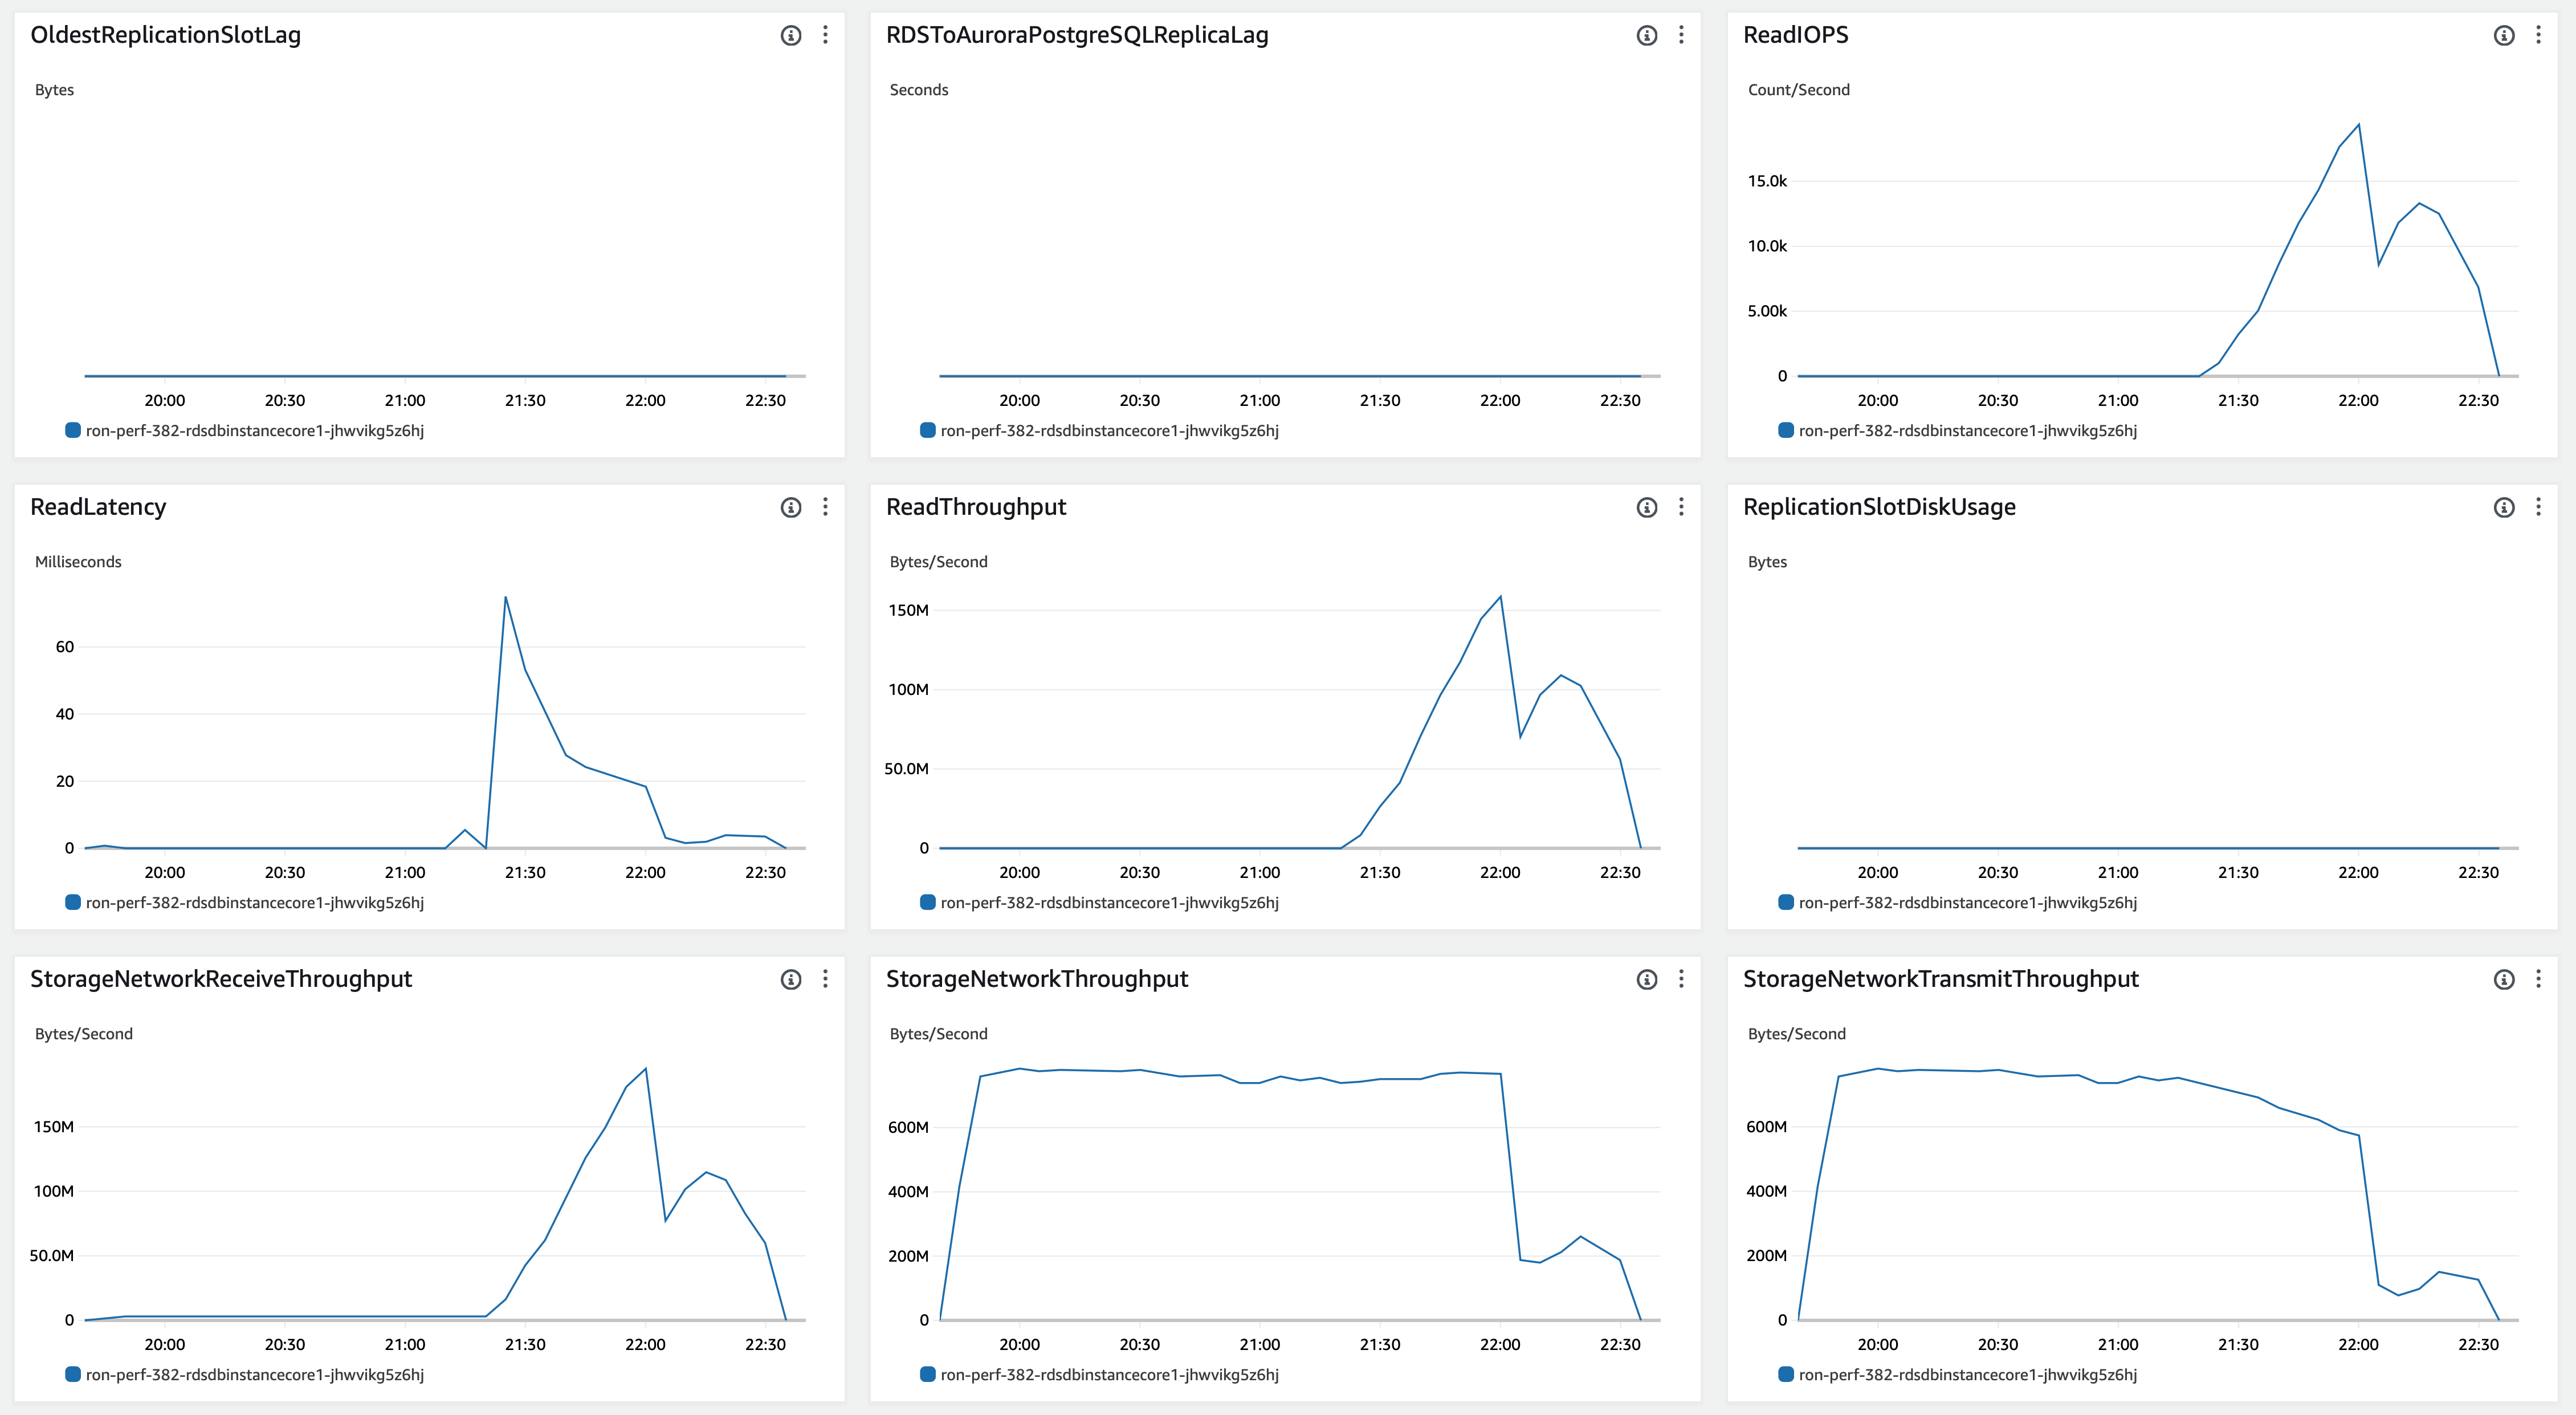 OldestReplicationSlotLag
Bytes
20:00 20:30 21:00 21:30 22:00 22:30
ron-perf-382-rdsdbinstancecore1-jhwvikg5z6hj
RDSToAuroraPostgreSQLReplicaLag
Seconds
20:00 20:30 21:00 21:30 22:00 22:30
ron-perf-382-rdsdbinstancecore1-jhwvikg5z6hj
ReadIOPS
Count/Second
15.0k
10.0k
5.00k
0
20:00 20:30 21:00 21:30 22:00 22:30
ron-perf-382-rdsdbinstancecore1-jhwvikg5z6hj
ReadLatency
Milliseconds
60
40
20
0
20:00 20:30 21:00 21:30 22:00 22:30
ron-perf-382-rdsdbinstancecore1-jhwvikg5z6hj
ReadThroughput
Bytes/Second
150M
100M
50.0M
0
20:00 20:30 21:00 21:30 22:00 22:30
ron-perf-382-rdsdbinstancecore1-jhwvikg5z6hj
ReplicationSlotDiskUsage
Bytes
20:00 20:30 21:00 21:30 22:00 22:30
ron-perf-382-rdsdbinstancecore1-jhwvikg5z6hj
StorageNetworkReceiveThroughput
Bytes/Second
150M
100M
50.0M
0
20:00 20:30 21:00 21:30 22:00 22:30
ron-perf-382-rdsdbinstancecore1-jhwvikg5z6hj
StorageNetworkThroughput
Bytes/Second
600M
400M
200M
0
20:00 20:30 21:00 21:30 22:00 22:30
ron-perf-382-rdsdbinstancecore1-jhwvikg5z6hj
StorageNetworkTransmitThroughput
Bytes/Second
600M
400M
200M
0
20:00 20:30 21:00 21:30 22:00 22:30
ron-perf-382-rdsdbinstancecore1-jhwvikg5z6hj